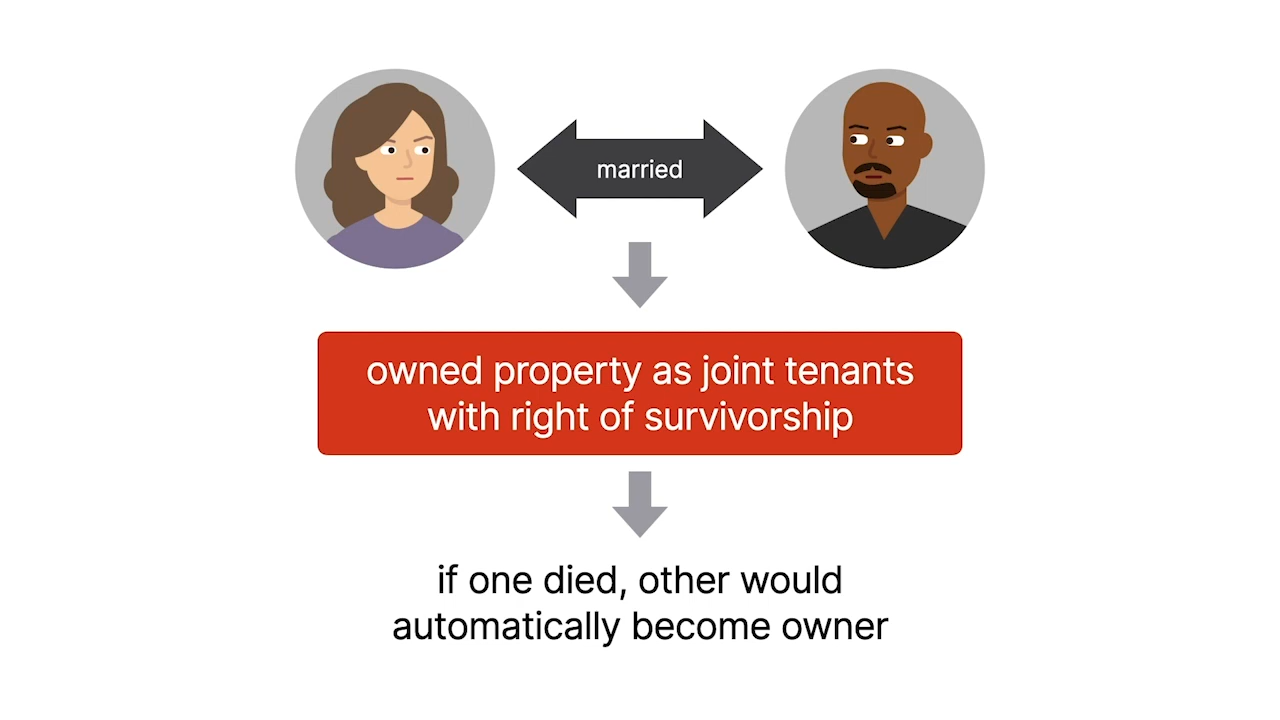 married
owned property as joint tenants
with right of survivorship
if one died, other would
automatically become owner